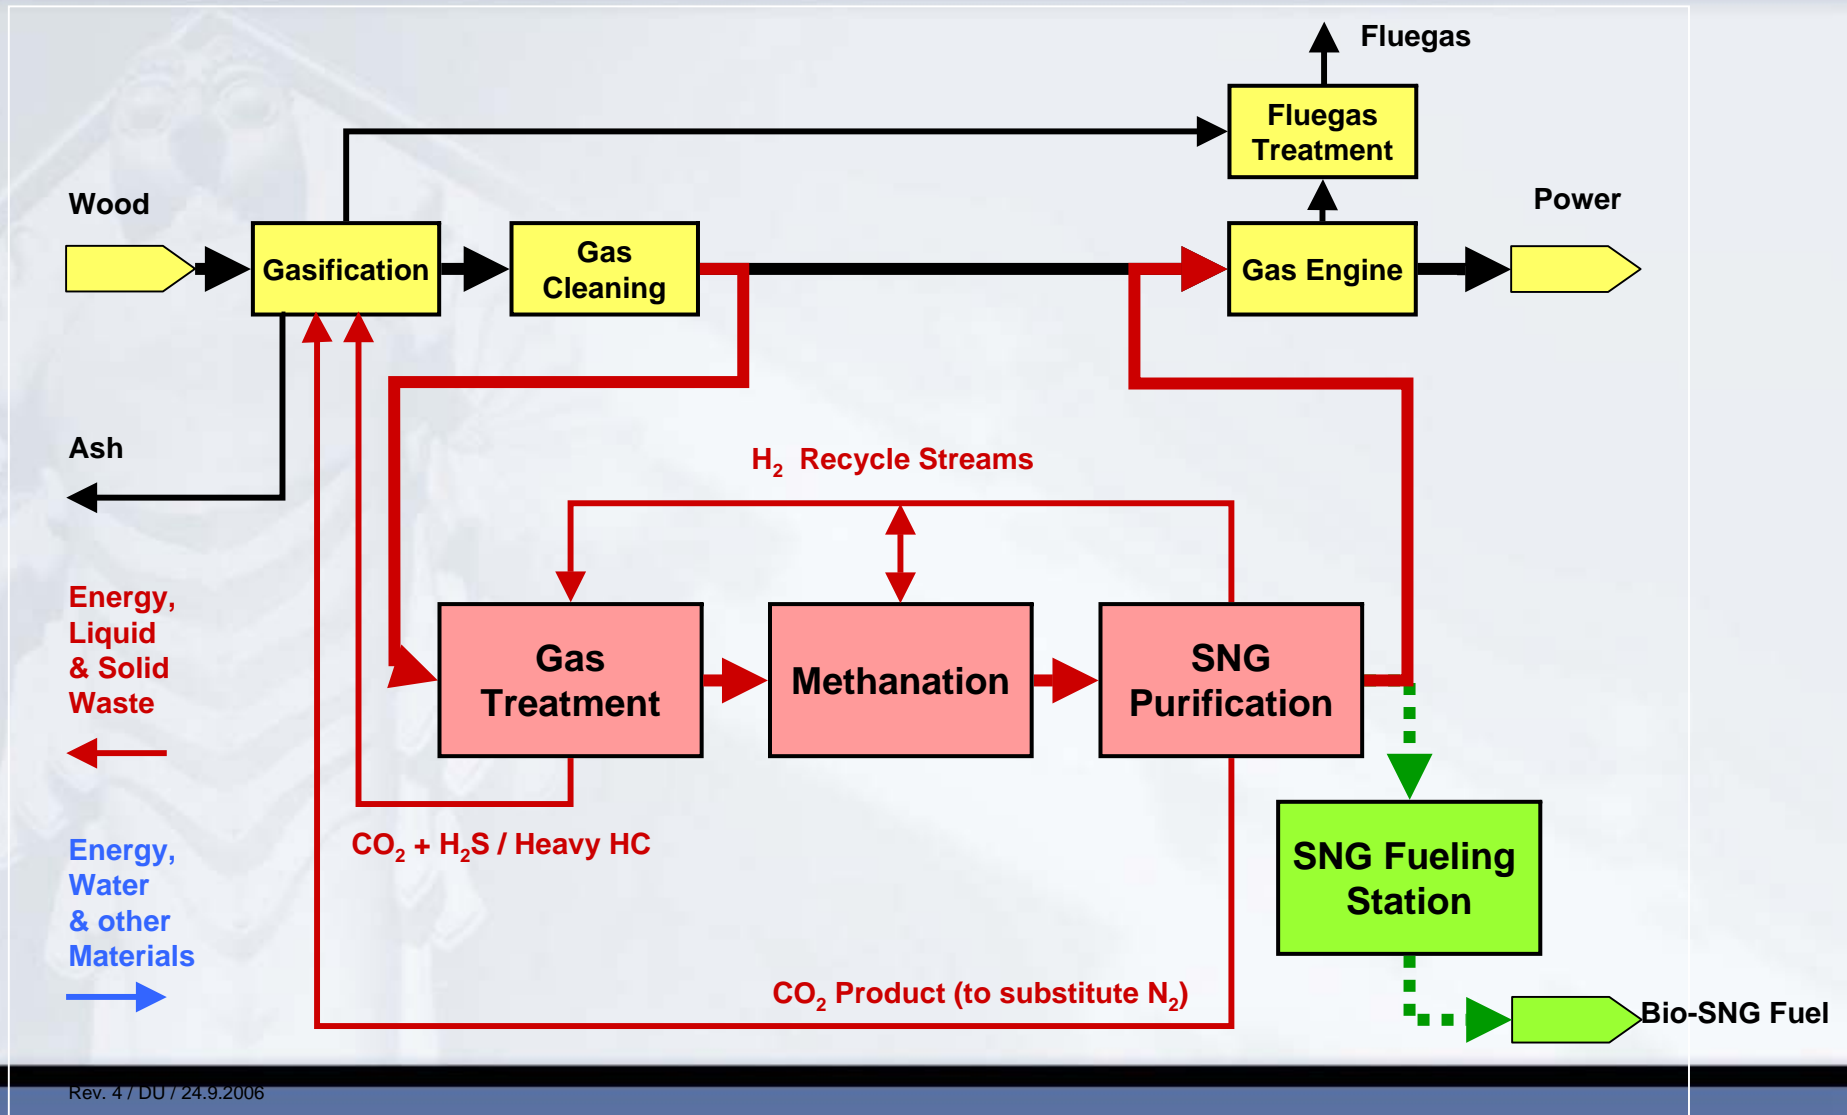 Fluegas
Fluegas
Treatment
Wood
Power
Gasification
Gas
Cleaning
Gas Engine
Ash
H₂ Recycle Streams
Energy,
Liquid
& Solid
Waste
Gas
Treatment
Methanation
SNG
Purification
CO₂ + H₂S / Heavy HC
Energy,
Water
& other
Materials
SNG Fueling
Station
CO₂ Product (to substitute N₂)
Bio-SNG Fuel
Rev. 4 / DU / 24.9.2006